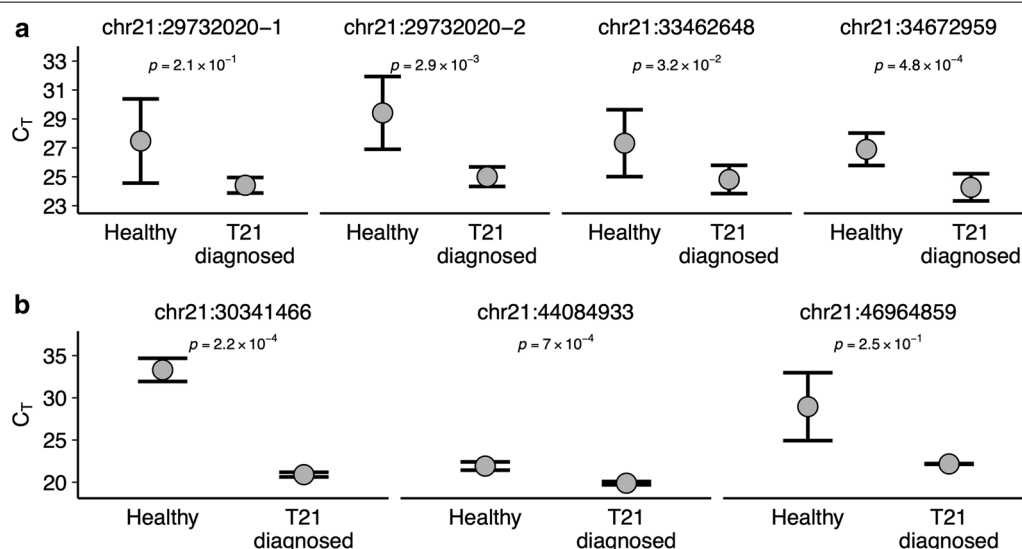 a
chr21:29732020−1 chr21:29732020−2 chr21:33462648 chr21:34672959
p = 2.1 × 10⁻¹ p = 2.9 × 10⁻³ p = 3.2 × 10⁻² p = 4.8 × 10⁻⁴
33
31
29
27
25
23
C_T
Healthy T21 diagnosed Healthy T21 diagnosed Healthy T21 diagnosed Healthy T21 diagnosed
b
chr21:30341466 chr21:44084933 chr21:46964859
p = 2.2 × 10⁻⁴ p = 7 × 10⁻⁴ p = 2.5 × 10⁻¹
35
30
25
20
C_T
Healthy T21 diagnosed Healthy T21 diagnosed Healthy T21 diagnosed